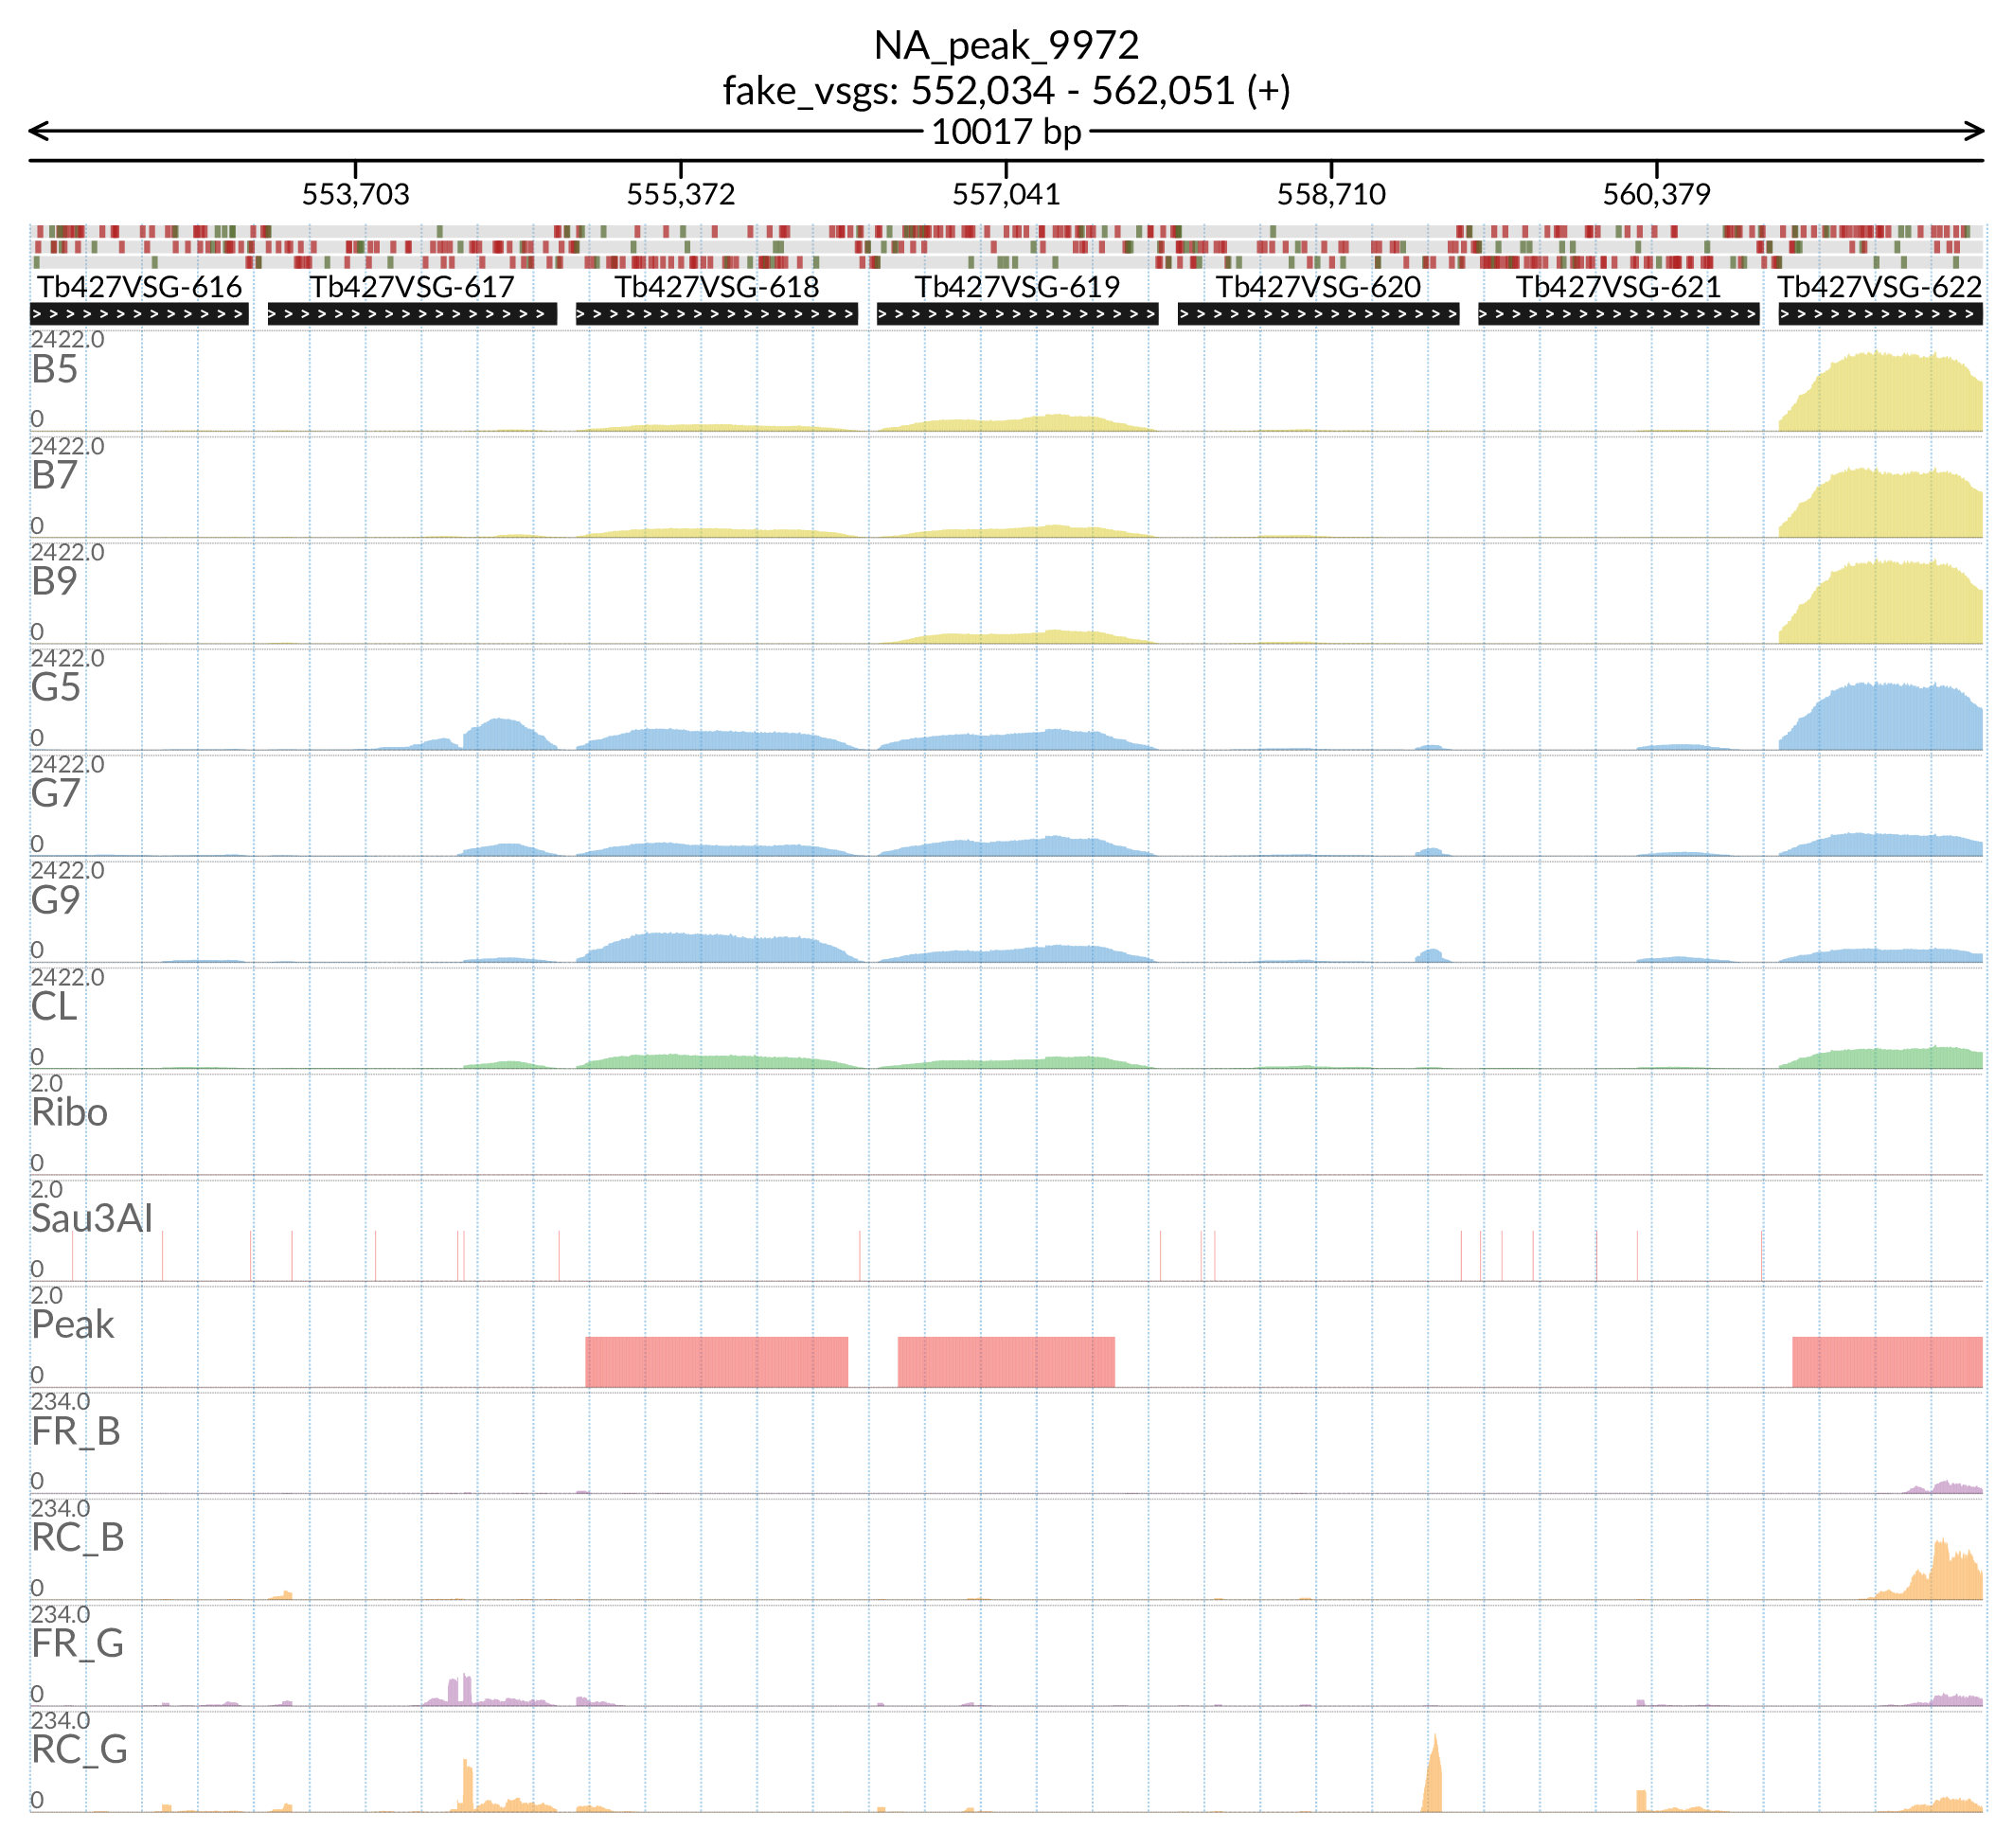 NA_peak_9972
fake_vsgs: 552,034 - 562,051 (+)
10017 bp
553,703 555,372 557,041 558,710 560,379
Tb427VSG-616 Tb427VSG-617 Tb427VSG-618 Tb427VSG-619 Tb427VSG-620 Tb427VSG-621 Tb427VSG-622
2422.0
B5
0
2422.0
B7
0
2422.0
B9
0
2422.0
G5
0
2422.0
G7
0
2422.0
G9
0
2422.0
CL
0
2.0
Ribo
0
2.0
Sau3AI
0
2.0
Peak
0
234.0
FR_B
0
234.0
RC_B
0
234.0
FR_G
0
234.0
RC_G
0